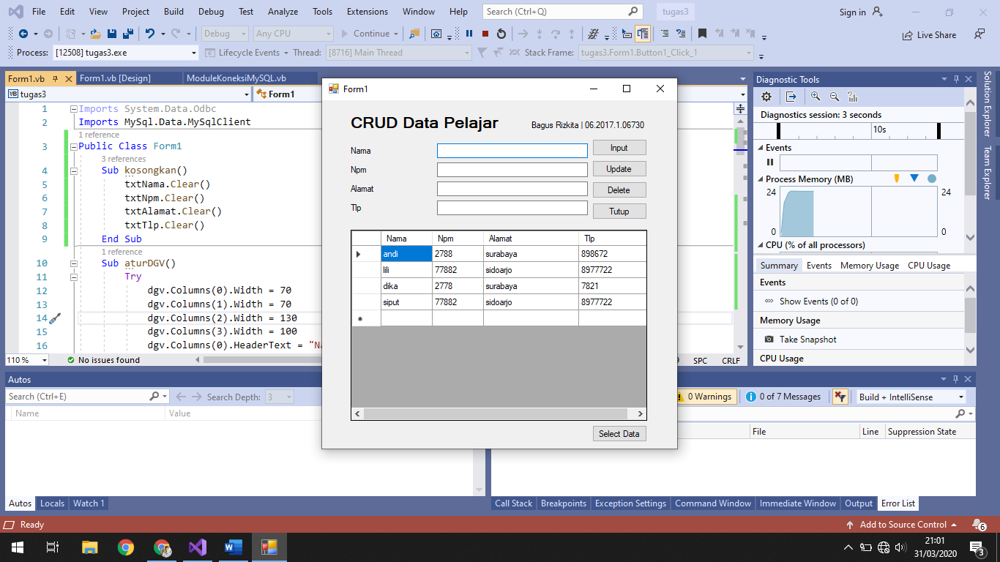 File Edit View Project Build Debug Test Analyze Tools Extensions Window Help Search (Ctrl+Q) tugas3 Sign in
Debug Any CPU Continue Live Share
Process: [12508] tugas3.exe Lifecycle Events Thread: [8716] Main Thread Stack Frame: tugas3.Form1.Button1_Click_1
Form1.vb Form1.vb [Design] ModuleKoneksiMySQL.vb
VB tugas3 Form1
1 Imports System.Data.Odbc
2 Imports MySql.Data.MySqlClient
1 reference
3 Public Class Form1
3 references
4 Sub kosongkan()
5 txtNama.Clear()
6 txtNpm.Clear()
7 txtAlamat.Clear()
8 txtTlp.Clear()
9 End Sub
1 reference
10 Sub aturDGV()
11 Try
12 dgv.Columns(0).Width = 70
13 dgv.Columns(1).Width = 70
14 dgv.Columns(2).Width = 130
15 dgv.Columns(3).Width = 100
16 dgv.Columns(0).HeaderText = "Na
110 % No issues found SPC CRLF
Form1
CRUD Data Pelajar Bagus Rizkita | 06.2017.1.06730
Nama Input
Npm Update
Alamat Delete
Tlp Tutup
Nama Npm Alamat Tlp
andi 2788 surabaya 898672
lili 77882 sidoarjo 8977722
dika 2778 surabaya 7821
siput 77882 sidoarjo 8977722
Select Data
Diagnostic Tools
Diagnostics session: 3 seconds
10s
Events
Process Memory (MB)
24 24
0 0
CPU (% of all processors)
Summary Events Memory Usage CPU Usage
Events
Show Events (0 of 0)
Memory Usage
Take Snapshot
CPU Usage
Solution Explorer
Team Explorer
Autos
Search (Ctrl+E) Search Depth: 3
Name Value
Autos Locals Watch 1
0 Warnings 0 of 7 Messages Build + IntelliSense
File Line Suppression State
Call Stack Breakpoints Exception Settings Command Window Immediate Window Output Error List
Ready Add to Source Control 6
21:01
31/03/2020
3